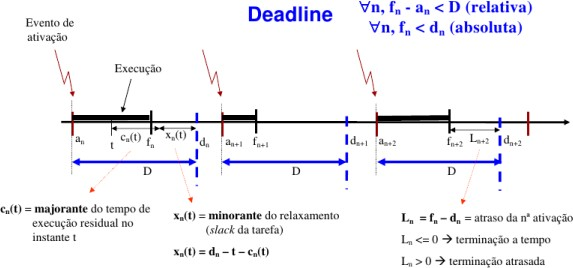 Deadline
∀n, fn - an < D (relativa)
∀n, fn < dn (absoluta)
Evento de
ativação
Execução
an
t
cn(t)
fn
xn(t)
dn
an+1
dn+1
an+2
fn+2
Ln+2
dn+2
D
D
D
cn(t) = majorante do tempo de
execução residual no
instante t
xn(t) = minorante do relaxamento
(slack da tarefa)
xn(t) = dn – t – cn(t)
Ln = fn – dn = atraso da nª ativação
Ln <= 0 → terminação a tempo
Ln > 0 → terminação atrasada